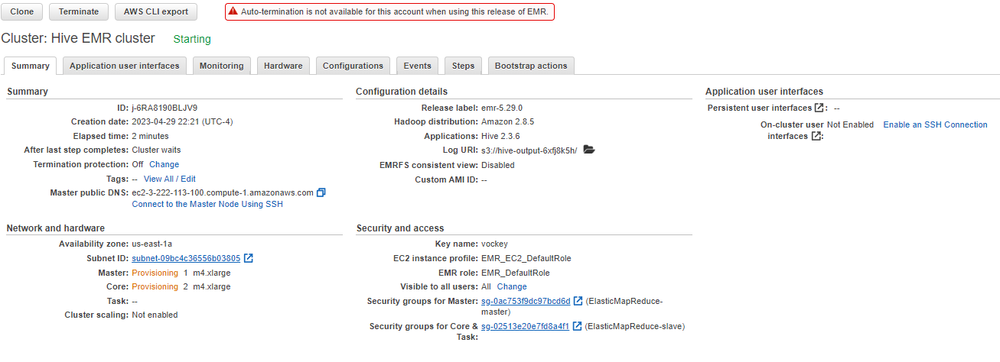 Clone Terminate AWS CLI export Auto-termination is not available for this account when using this release of EMR.
Cluster: Hive EMR cluster Starting
Summary Application user interfaces Monitoring Hardware Configurations Events Steps Bootstrap actions
Summary
ID: j-6RA8190BLJV9
Creation date: 2023-04-29 22:21 (UTC-4)
Elapsed time: 2 minutes
After last step completes: Cluster waits
Termination protection: Off Change
Tags: -- View All / Edit
Master public DNS: ec2-3-222-113-100.compute-1.amazonaws.com
Connect to the Master Node Using SSH
Configuration details
Release label: emr-5.29.0
Hadoop distribution: Amazon 2.8.5
Applications: Hive 2.3.6
Log URI: s3://hive-output-6xfj8k5h/
EMRFS consistent view: Disabled
Custom AMI ID: --
Application user interfaces
Persistent user interfaces : --
On-cluster user Not Enabled Enable an SSH Connection
interfaces :
Network and hardware
Availability zone: us-east-1a
Subnet ID: subnet-09bc4c36556b03805
Master: Provisioning 1 m4.xlarge
Core: Provisioning 2 m4.xlarge
Task: --
Cluster scaling: Not enabled
Security and access
Key name: vockey
EC2 instance profile: EMR_EC2_DefaultRole
EMR role: EMR_DefaultRole
Visible to all users: All Change
Security groups for Master: sg-0ac753f9dc97bcd6d (ElasticMapReduce-
master)
Security groups for Core & sg-02513e20e7fd8a4f1 (ElasticMapReduce-slave)
Task: